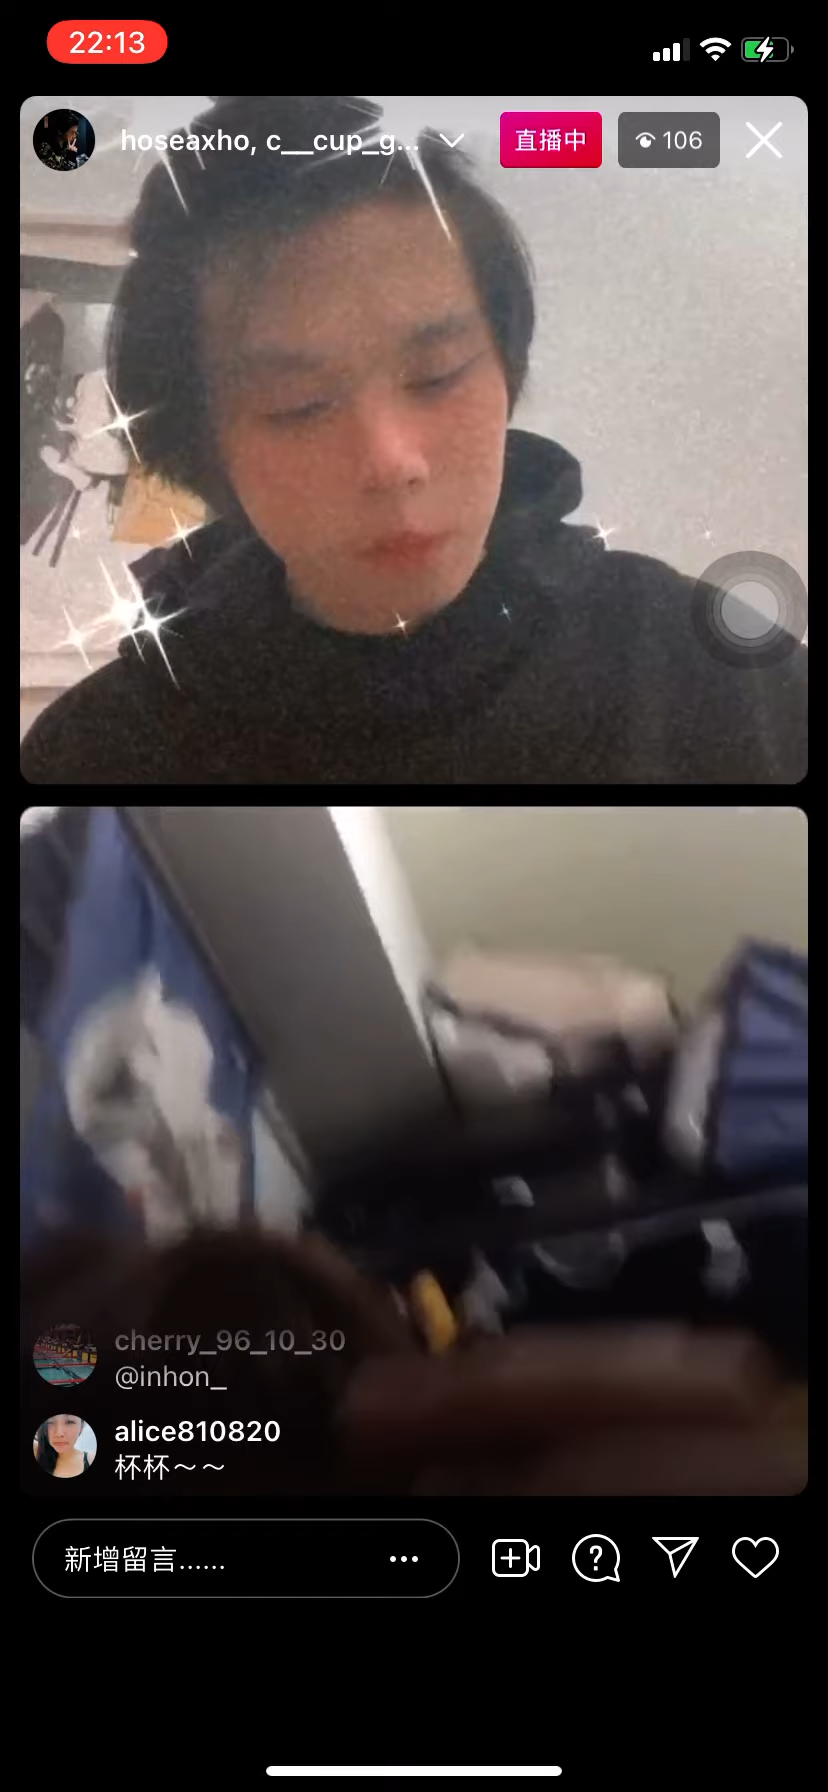 22:13
hoseaxho, c__cup_g...
直播中
106
cherry_96_10_30
@inhon_
alice810820
杯杯～～
新增留言......